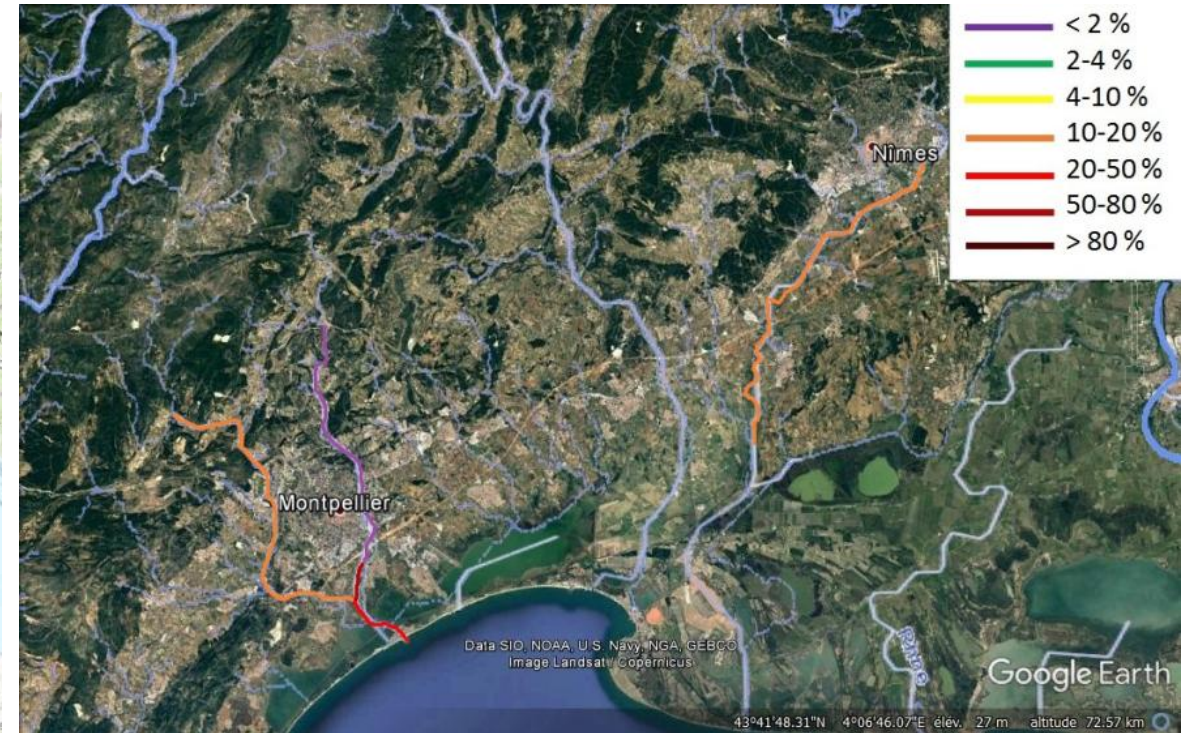 < 2 %
2-4 %
4-10 %
10-20 %
20-50 %
50-80 %
> 80 %
Nîmes
Montpellier
Data SIO, NOAA, U.S. Navy, NGA, GEBCO
Image Landsat / Copernicus
Google Earth
43°41'48.31"N 4°06'46.07"E élév. 27 m altitude 72.57 km